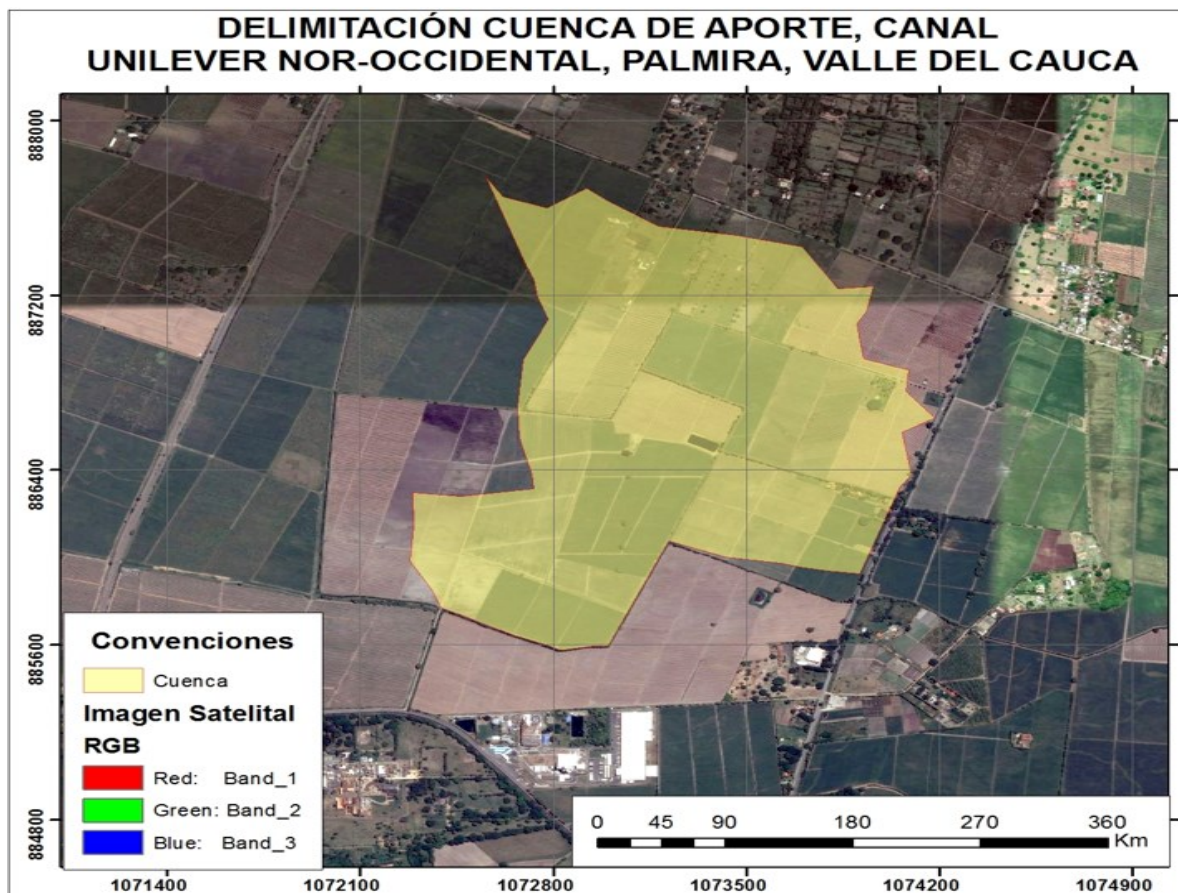 DELIMITACIÓN CUENCA DE APORTE, CANAL
UNILEVER NOR-OCCIDENTAL, PALMIRA, VALLE DEL CAUCA
888000
887200
886400
885600
884800
Convenciones
Cuenca
Imagen Satelital
RGB
Red: Band_1
Green: Band_2
Blue: Band_3
0 45 90 180 270 360
Km
1071400 1072100 1072800 1073500 1074200 1074900